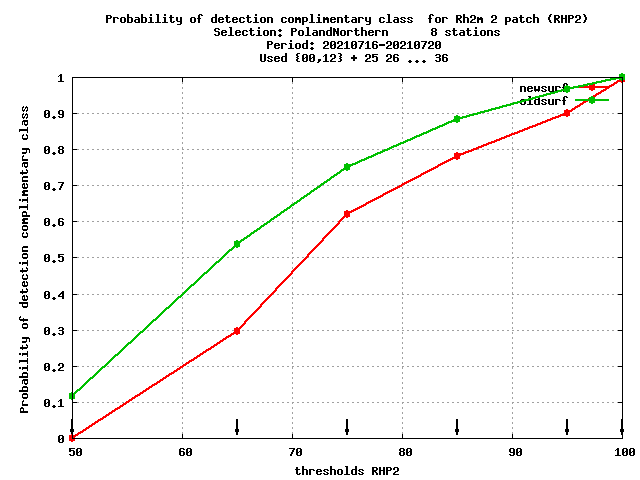 Probability of detection complimentary class  for Rh2m 2 patch (RHP2)
Selection: PolandNorthern      8 stations
Period: 20210716-20210720
Used {00,12} + 25 26 ... 36
newsurf
oldsurf
Probability of detection complimentary class
1
0.9
0.8
0.7
0.6
0.5
0.4
0.3
0.2
0.1
0
50 60 70 80 90 100
thresholds RHP2